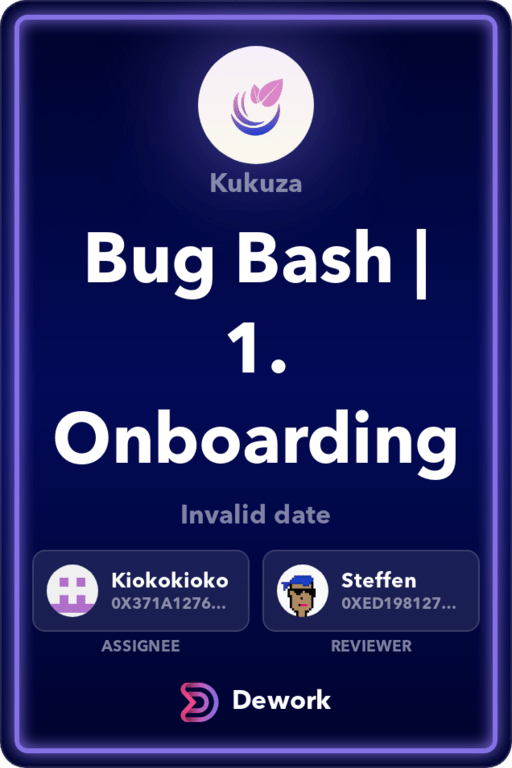 Kukuza
Bug Bash |
1.
Onboarding
Invalid date
Kiokokioko
0X371A1276...
Steffen
0XED198127...
ASSIGNEE
REVIEWER
Dework